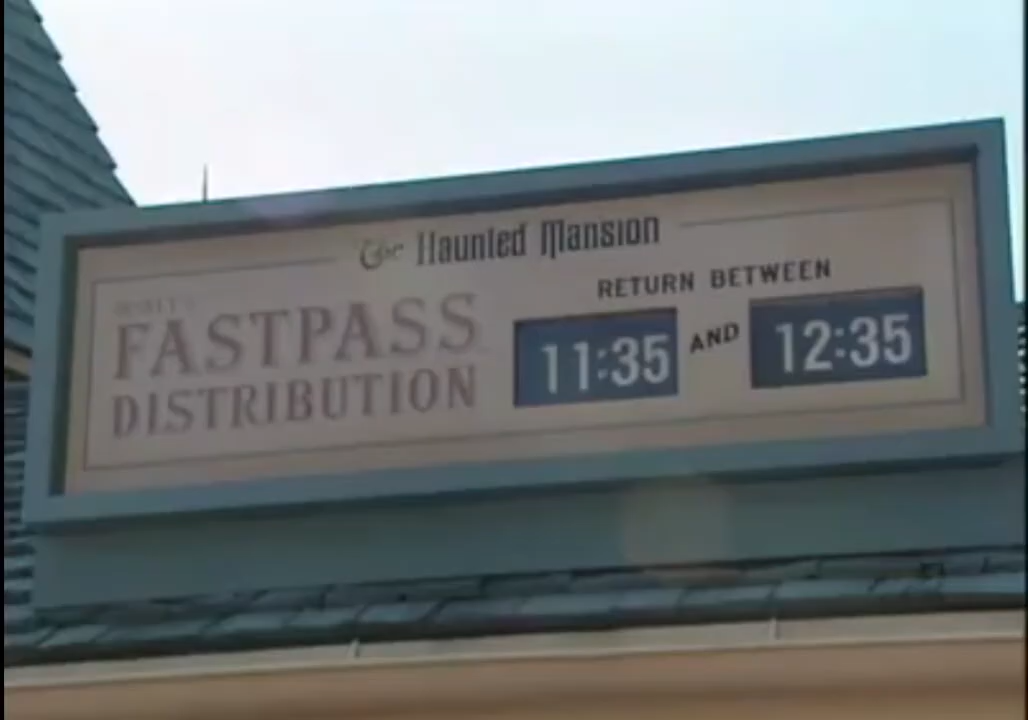 The Haunted Mansion
FASTPASS
DISTRIBUTION
RETURN BETWEEN
11:35 AND 12:35